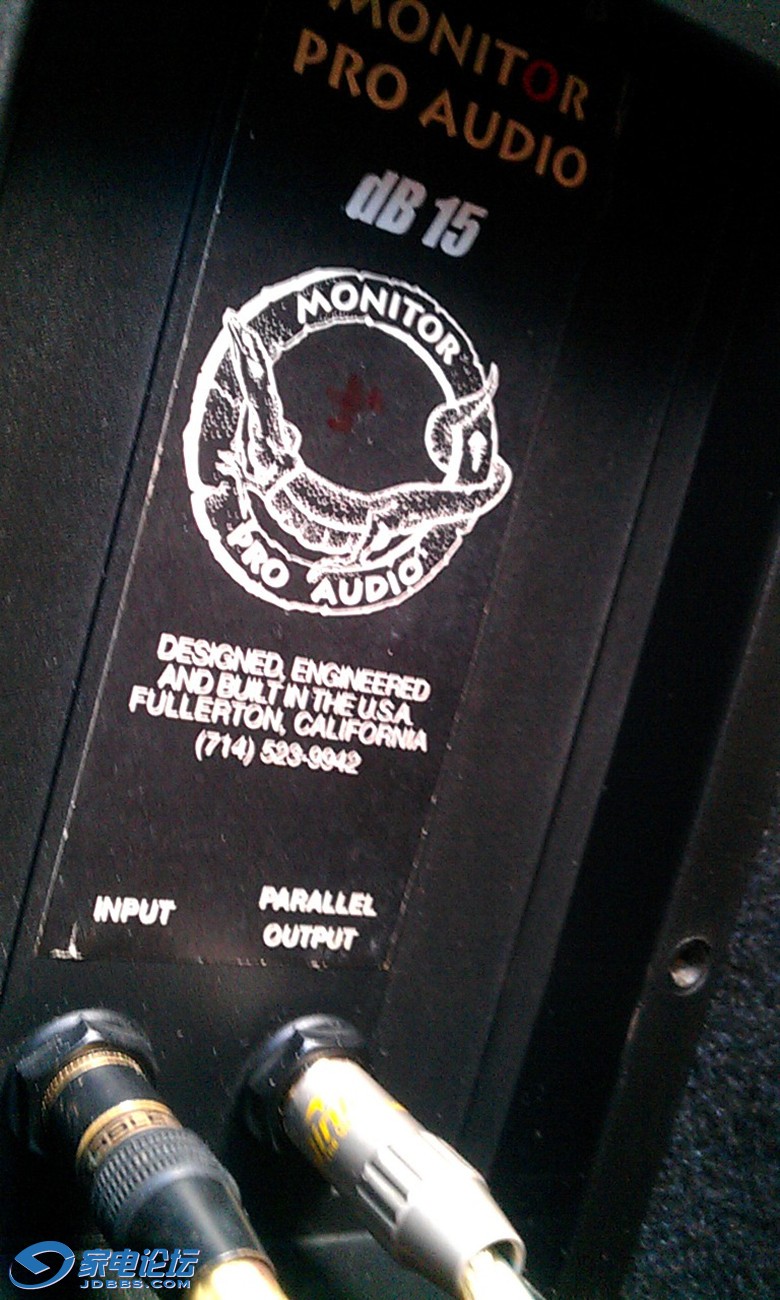 MONITOR
PRO AUDIO
dB 15
MONITOR
PRO AUDIO
DESIGNED, ENGINEERED
AND BUILT IN THE U.S.A.
FULLERTON, CALIFORNIA
(714) 523-9942
INPUT
PARALLEL
OUTPUT
家电论坛
JDBBS.COM